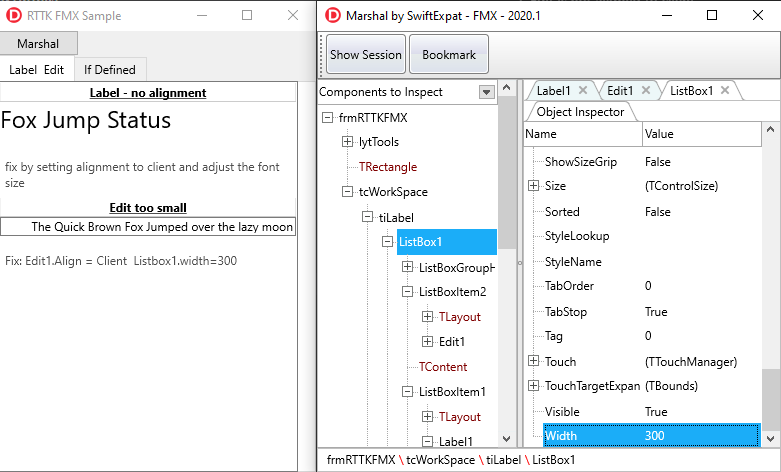 RTTK FMX Sample
Marshal
Label Edit
If Defined
Label - no alignment
Fox Jump Status
fix by setting alignment to client and adjust the font
size
Edit too small
The Quick Brown Fox Jumped over the lazy moon
Fix: Edit1.Align = Client Listbox1.width=300
Marshal by SwiftExpat - FMX - 2020.1
Show Session
Bookmark
Components to Inspect
frmRTTKFMX
lytTools
TRectangle
tcWorkSpace
tiLabel
ListBox1
ListBoxGroupH
ListBoxItem2
TLayout
Edit1
TContent
ListBoxItem1
TLayout
Label1
Label1
Edit1
ListBox1
Object Inspector
Name Value
ShowSizeGrip False
Size (TControlSize)
Sorted False
StyleLookup
StyleName
TabOrder 0
TabStop True
Tag 0
Touch (TTouchManager)
TouchTargetExpan (TBounds)
Visible True
Width 300
frmRTTKFMX \ tcWorkSpace \ tiLabel \ ListBox1